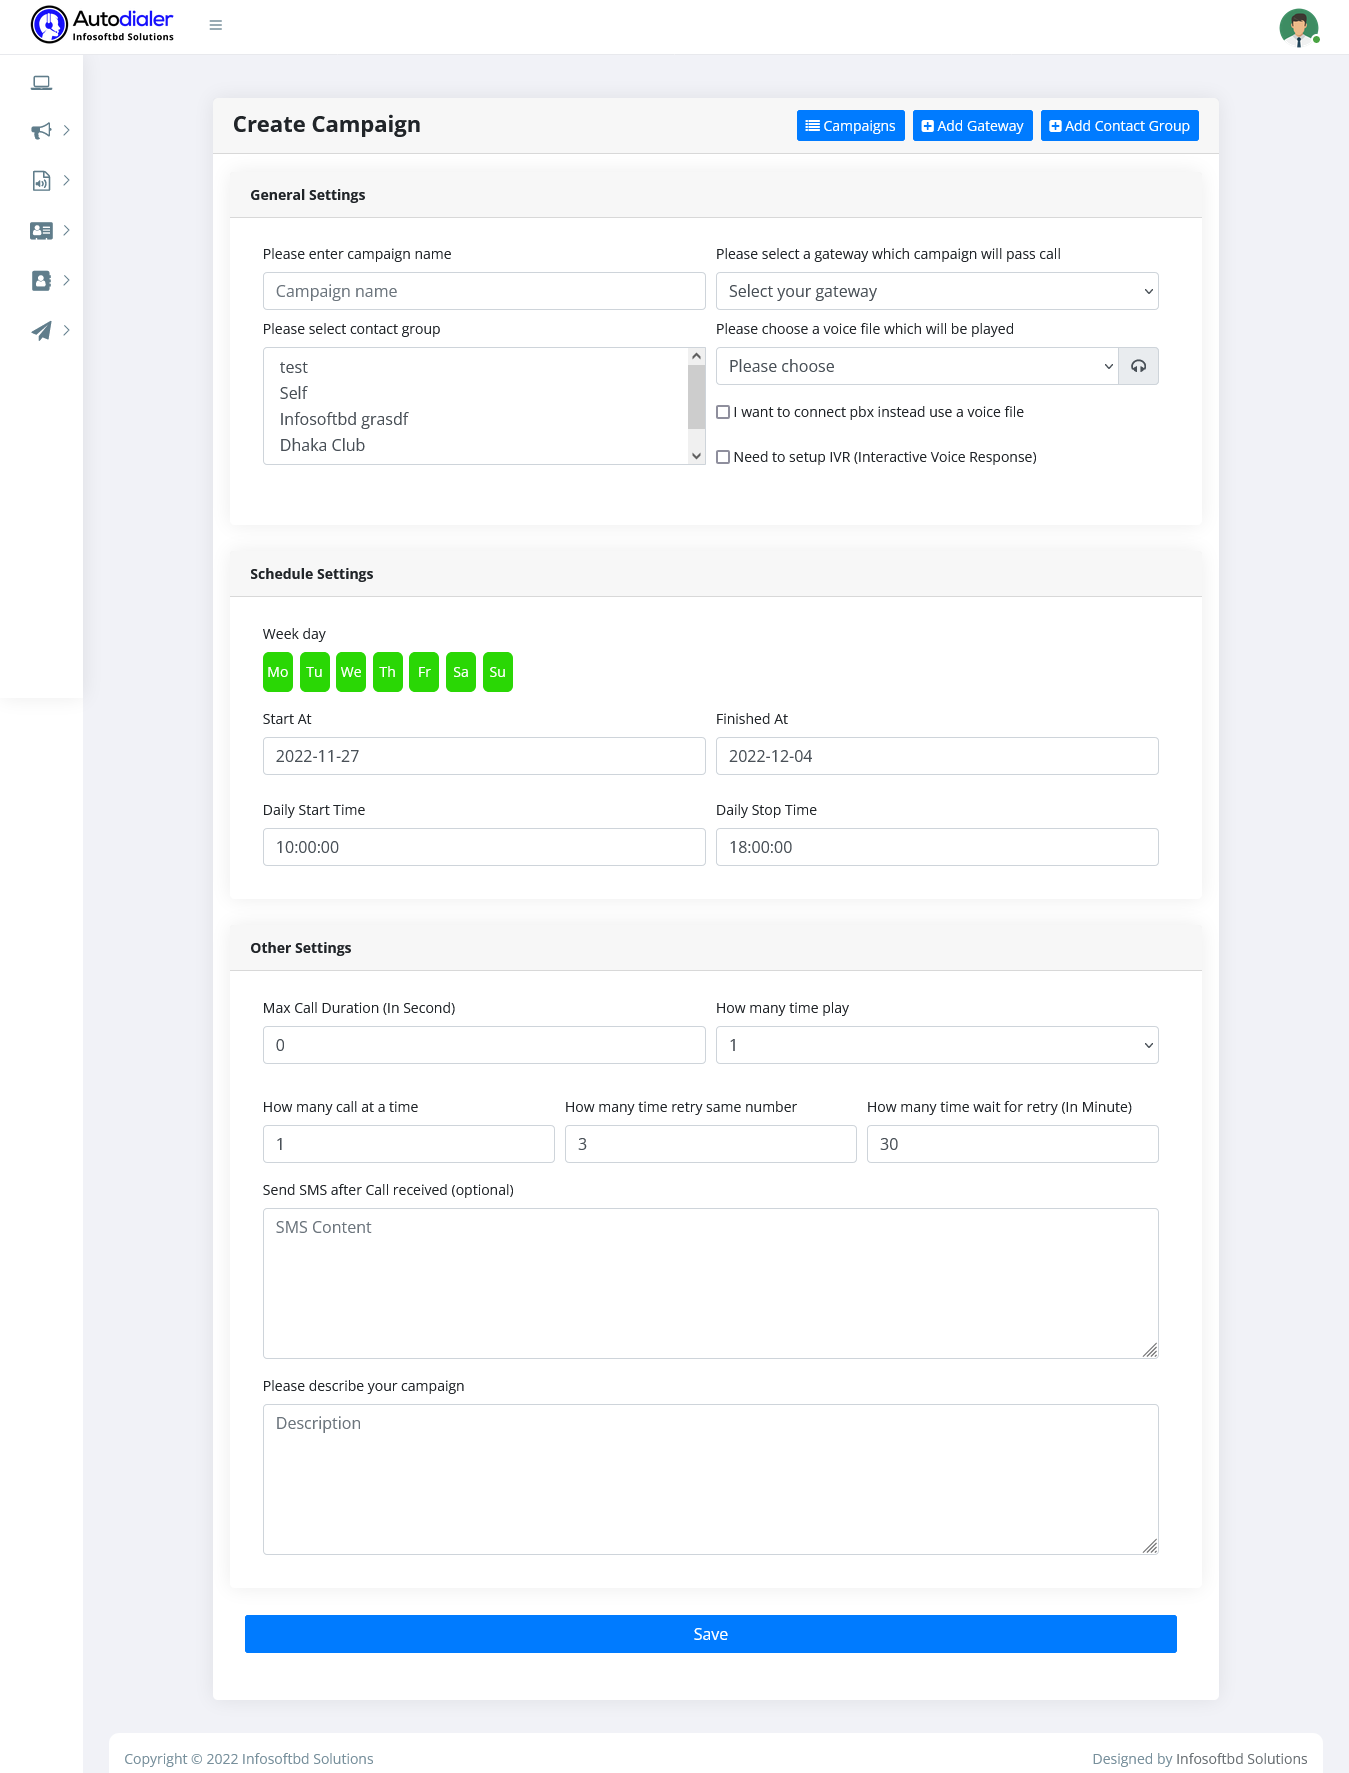 Autodialer
Infosoftbd Solutions
Create Campaign
Campaigns
Add Gateway
Add Contact Group
General Settings
Please enter campaign name
Please select a gateway which campaign will pass call
Campaign name
Select your gateway
Please select contact group
Please choose a voice file which will be played
test
Self
Infosoftbd grasdf
Dhaka Club
Please choose
I want to connect pbx instead use a voice file
Need to setup IVR (Interactive Voice Response)
Schedule Settings
Week day
Mo Tu We Th Fr Sa Su
Start At
Finished At
2022-11-27
2022-12-04
Daily Start Time
Daily Stop Time
10:00:00
18:00:00
Other Settings
Max Call Duration (In Second)
How many time play
0
1
How many call at a time
How many time retry same number
How many time wait for retry (In Minute)
1
3
30
Send SMS after Call received (optional)
SMS Content
Please describe your campaign
Description
Save
Copyright © 2022 Infosoftbd Solutions
Designed by Infosoftbd Solutions